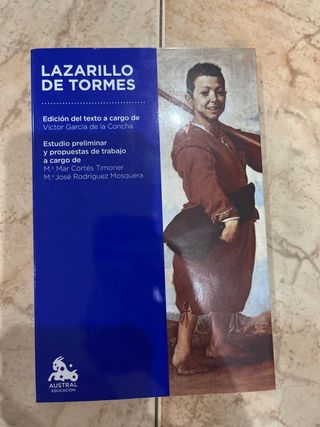 LAZARILLO
DE TORMES
Edición del texto a cargo de
Víctor García de la Concha
Estudio preliminar
y propuestas de trabajo
a cargo de
M.ª Mar Cortés Timoner
M.ª José Rodríguez Mosquera
AUSTRAL
EDUCACIÓN